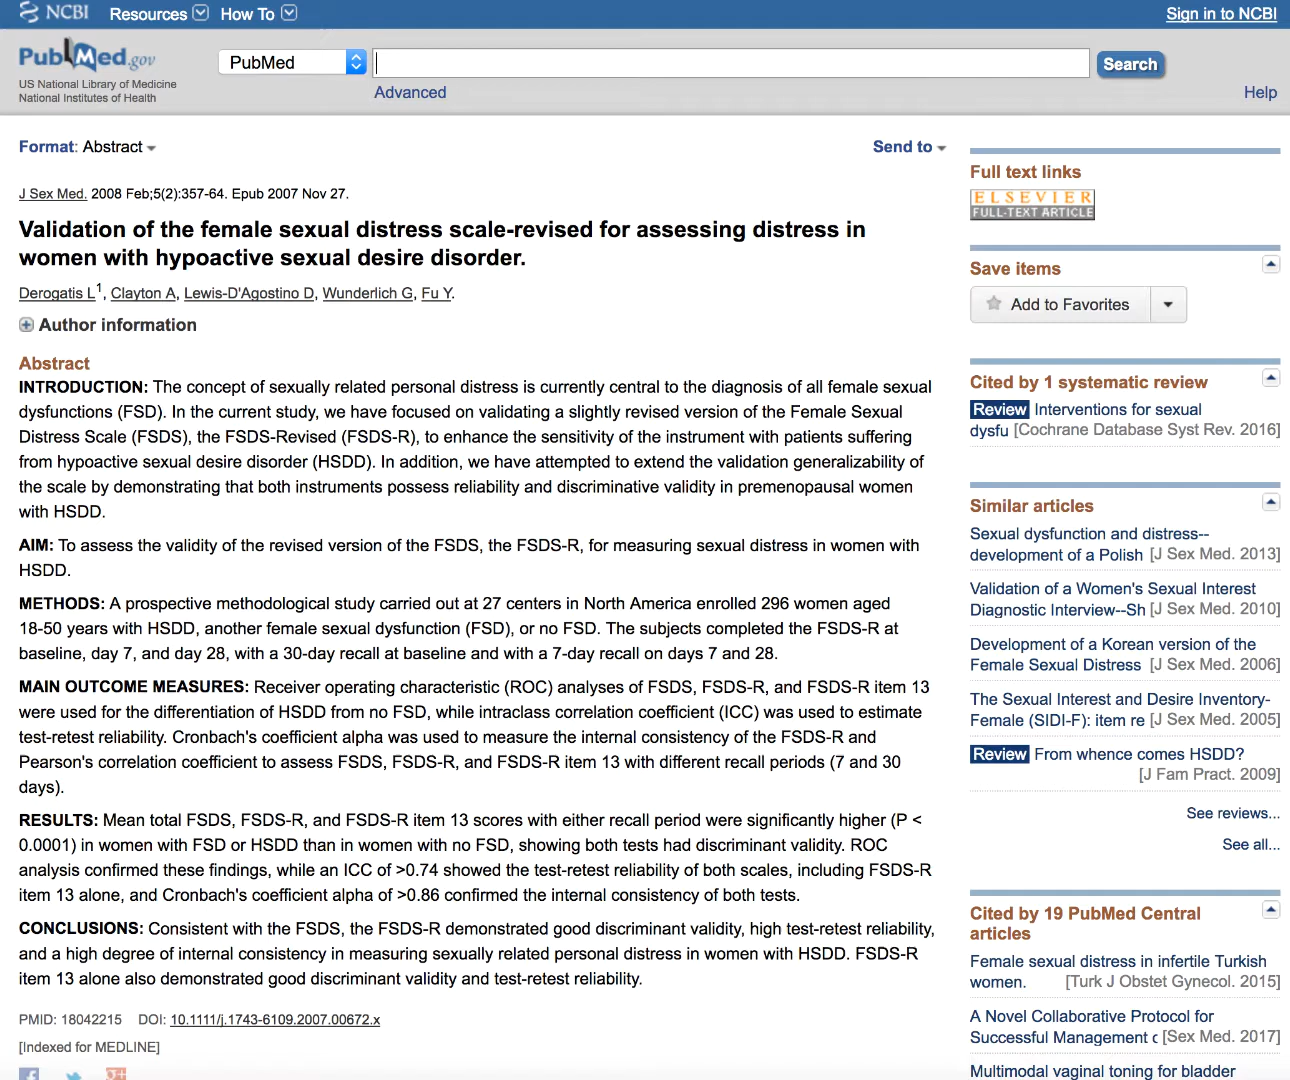 NCBI Resources How To Sign in to NCBI
PubMed.gov
US National Library of Medicine
National Institutes of Health
PubMed
Search
Advanced
Help
Format: Abstract
Send to
J Sex Med. 2008 Feb;5(2):357-64. Epub 2007 Nov 27.
Validation of the female sexual distress scale-revised for assessing distress in
women with hypoactive sexual desire disorder.
Derogatis L1, Clayton A, Lewis-D'Agostino D, Wunderlich G, Fu Y.
Author information
Abstract
INTRODUCTION: The concept of sexually related personal distress is currently central to the diagnosis of all female sexual
dysfunctions (FSD). In the current study, we have focused on validating a slightly revised version of the Female Sexual
Distress Scale (FSDS), the FSDS-Revised (FSDS-R), to enhance the sensitivity of the instrument with patients suffering
from hypoactive sexual desire disorder (HSDD). In addition, we have attempted to extend the validation generalizability of
the scale by demonstrating that both instruments possess reliability and discriminative validity in premenopausal women
with HSDD.
AIM: To assess the validity of the revised version of the FSDS, the FSDS-R, for measuring sexual distress in women with
HSDD.
METHODS: A prospective methodological study carried out at 27 centers in North America enrolled 296 women aged
18-50 years with HSDD, another female sexual dysfunction (FSD), or no FSD. The subjects completed the FSDS-R at
baseline, day 7, and day 28, with a 30-day recall at baseline and with a 7-day recall on days 7 and 28.
MAIN OUTCOME MEASURES: Receiver operating characteristic (ROC) analyses of FSDS, FSDS-R, and FSDS-R item 13
were used for the differentiation of HSDD from no FSD, while intraclass correlation coefficient (ICC) was used to estimate
test-retest reliability. Cronbach's coefficient alpha was used to measure the internal consistency of the FSDS-R and
Pearson's correlation coefficient to assess FSDS, FSDS-R, and FSDS-R item 13 with different recall periods (7 and 30
days).
RESULTS: Mean total FSDS, FSDS-R, and FSDS-R item 13 scores with either recall period were significantly higher (P <
0.0001) in women with FSD or HSDD than in women with no FSD, showing both tests had discriminant validity. ROC
analysis confirmed these findings, while an ICC of >0.74 showed the test-retest reliability of both scales, including FSDS-R
item 13 alone, and Cronbach's coefficient alpha of >0.86 confirmed the internal consistency of both tests.
CONCLUSIONS: Consistent with the FSDS, the FSDS-R demonstrated good discriminant validity, high test-retest reliability,
and a high degree of internal consistency in measuring sexually related personal distress in women with HSDD. FSDS-R
item 13 alone also demonstrated good discriminant validity and test-retest reliability.
PMID: 18042215 DOI: 10.1111/j.1743-6109.2007.00672.x
[Indexed for MEDLINE]
Full text links
ELSEVIER
FULL-TEXT ARTICLE
Save items
Add to Favorites
Cited by 1 systematic review
Review Interventions for sexual
dysfu [Cochrane Database Syst Rev. 2016]
Similar articles
Sexual dysfunction and distress--
development of a Polish [J Sex Med. 2013]
Validation of a Women's Sexual Interest
Diagnostic Interview--Sh [J Sex Med. 2010]
Development of a Korean version of the
Female Sexual Distress [J Sex Med. 2006]
The Sexual Interest and Desire Inventory-
Female (SIDI-F): item re [J Sex Med. 2005]
Review From whence comes HSDD?
[J Fam Pract. 2009]
See reviews...
See all...
Cited by 19 PubMed Central
articles
Female sexual distress in infertile Turkish
women. [Turk J Obstet Gynecol. 2015]
A Novel Collaborative Protocol for
Successful Management c [Sex Med. 2017]
Multimodal vaginal toning for bladder